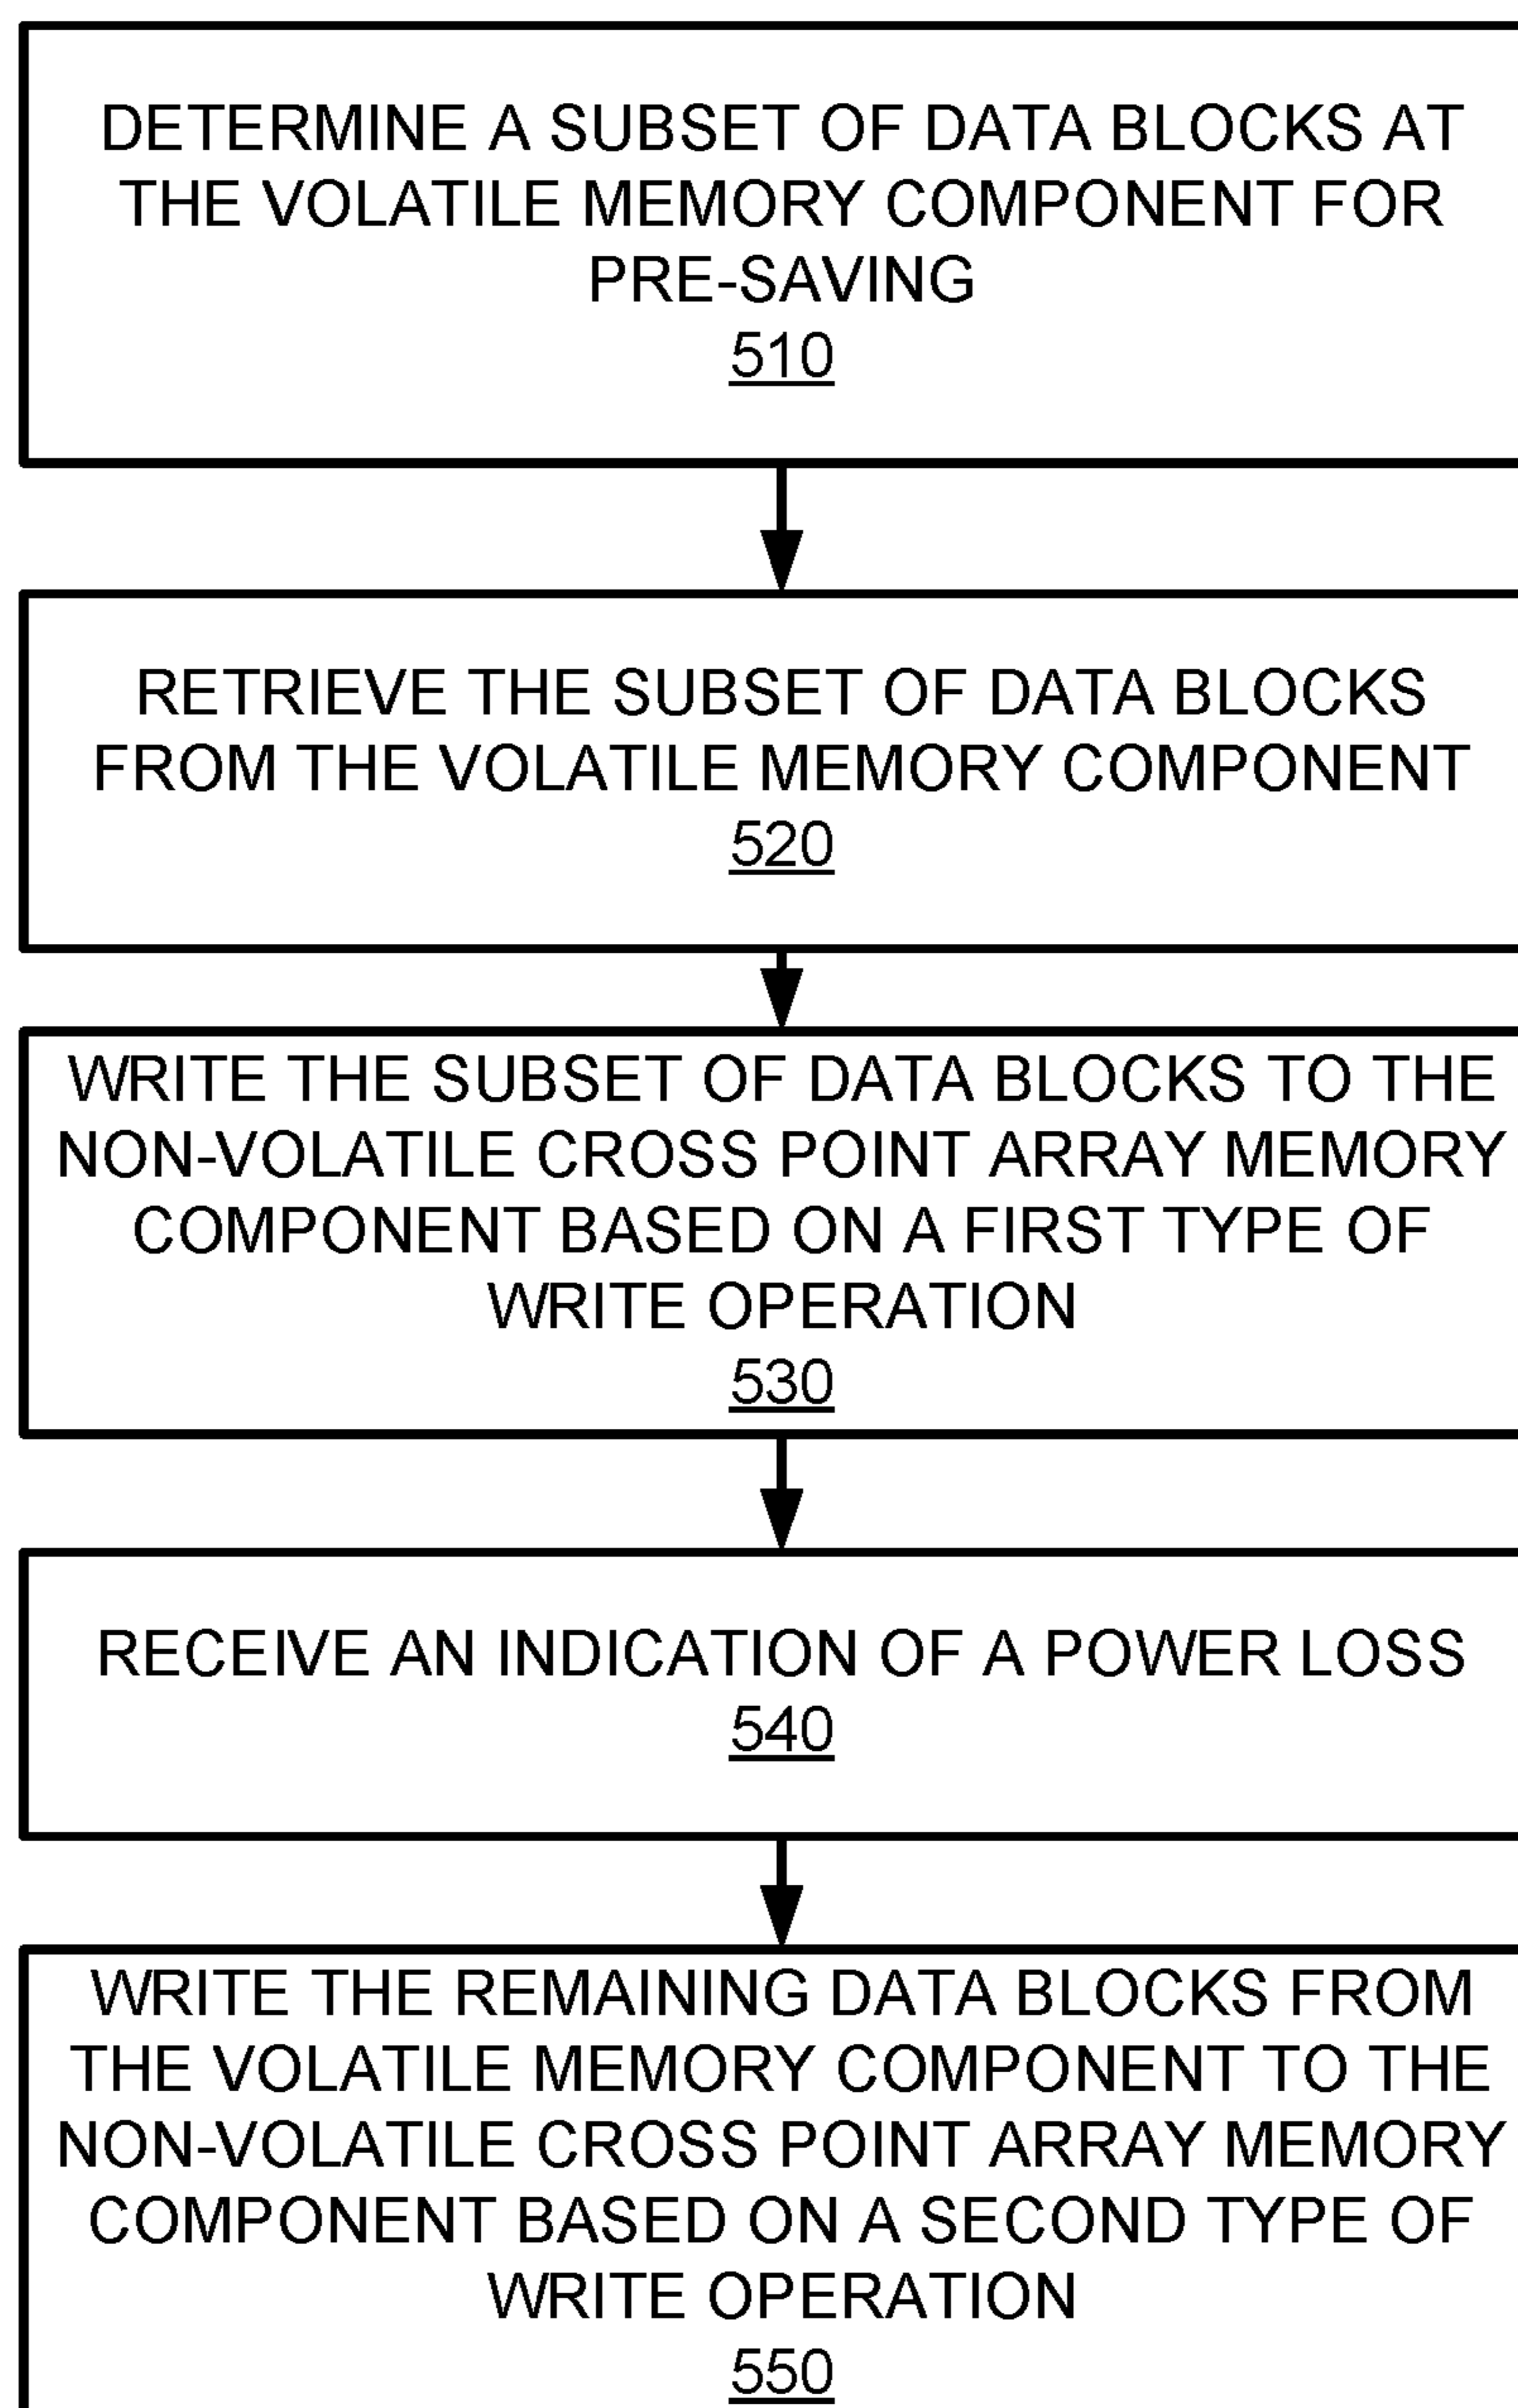 DETERMINE A SUBSET OF DATA BLOCKS AT
THE VOLATILE MEMORY COMPONENT FOR
PRE-SAVING
510
RETRIEVE THE SUBSET OF DATA BLOCKS
FROM THE VOLATILE MEMORY COMPONENT
520
WRITE THE SUBSET OF DATA BLOCKS TO THE
NON-VOLATILE CROSS POINT ARRAY MEMORY
COMPONENT BASED ON A FIRST TYPE OF
WRITE OPERATION
530
RECEIVE AN INDICATION OF A POWER LOSS
540
WRITE THE REMAINING DATA BLOCKS FROM
THE VOLATILE MEMORY COMPONENT TO THE
NON-VOLATILE CROSS POINT ARRAY MEMORY
COMPONENT BASED ON A SECOND TYPE OF
WRITE OPERATION
550